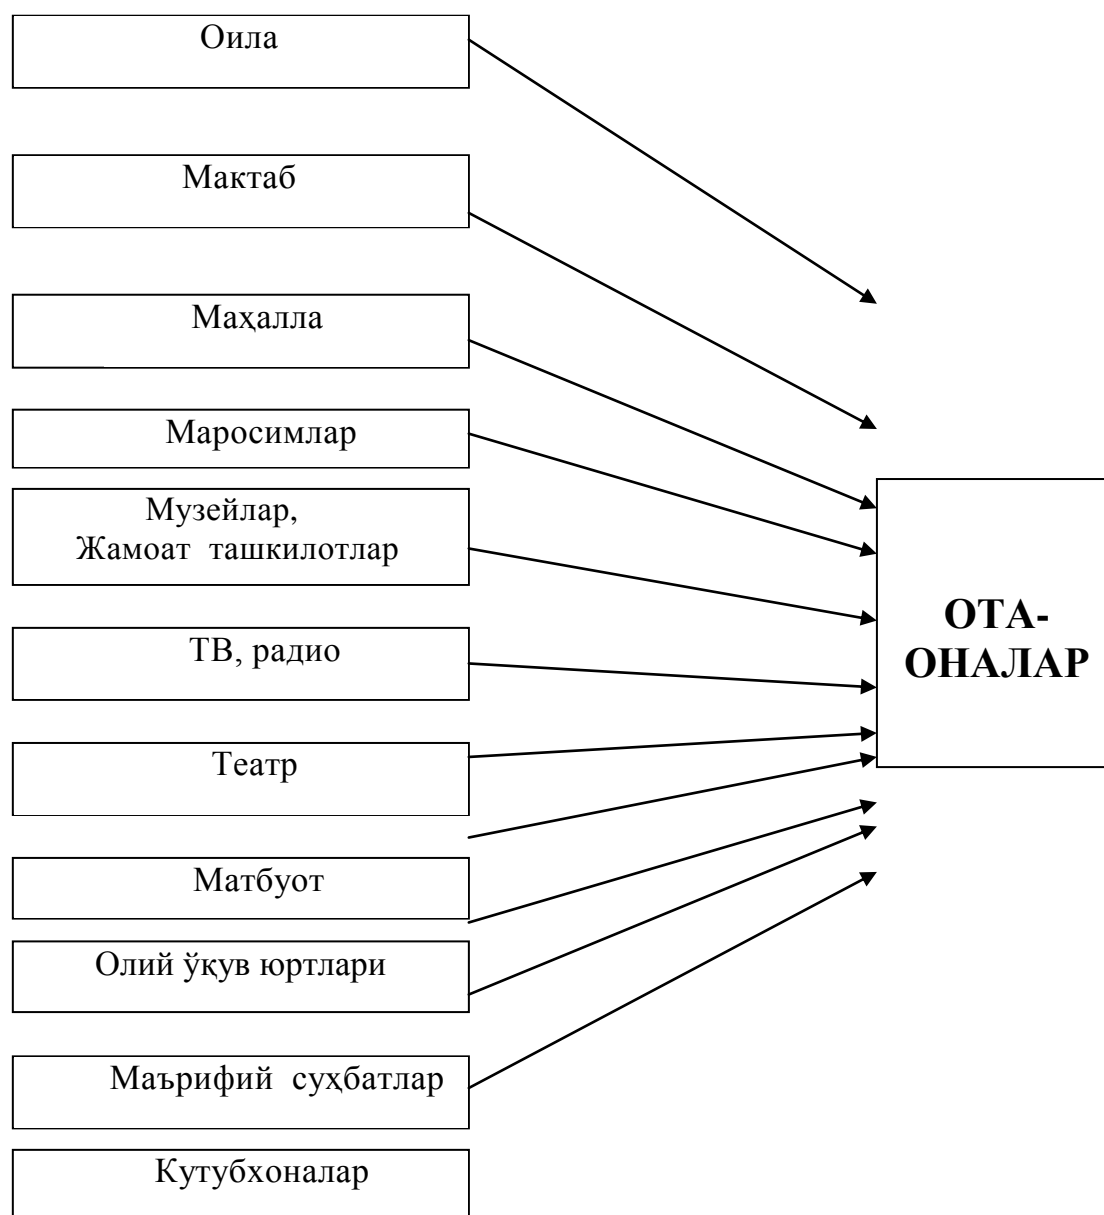 Оила
Мактаб
Маҳалла
Маросимлар
Музейлар,
Жамоат ташкилотлар
ТВ, радио
Театр
Матбуот
Олий ўқув юртлари
Маърифий суҳбатлар
Кутубхоналар
ОТА-
ОНАЛАР